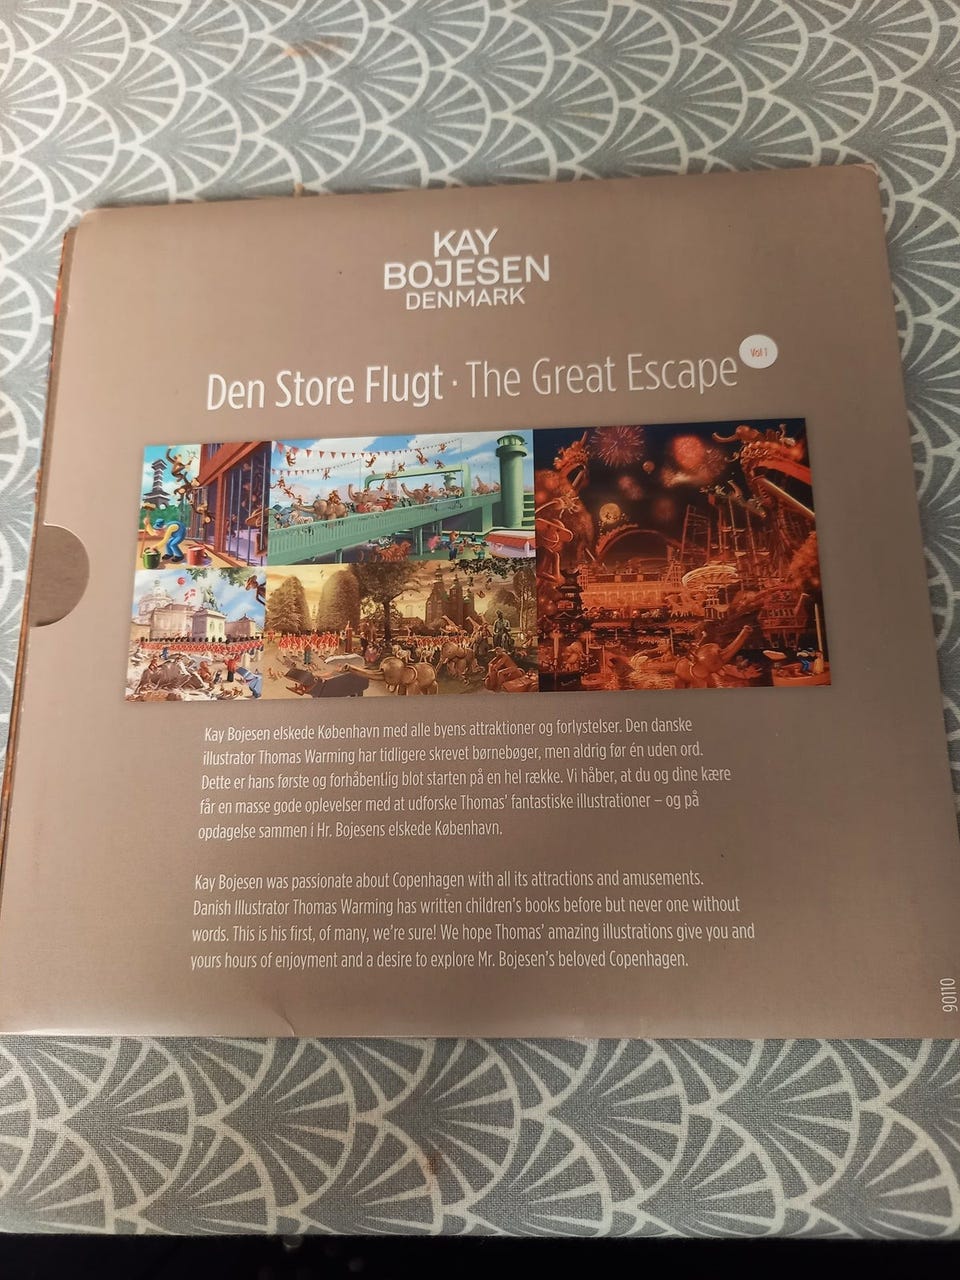 KAY
BOJESEN
DENMARK
Den Store Flugt · The Great Escape
Vol 1
Kay Bojesen elskede København med alle byens attraktioner og forlystelser. Den danske
illustrator Thomas Warming har tidligere skrevet børnebøger, men aldrig før én uden ord.
Dette er hans første og forhåbentlig blot starten på en hel række. Vi håber, at du og dine kære
får en masse gode oplevelser med at udforske Thomas’ fantastiske illustrationer – og på
opdagelse sammen i Hr. Bojesens elskede København.
Kay Bojesen was passionate about Copenhagen with all its attractions and amusements.
Danish Illustrator Thomas Warming has written children’s books before but never one without
words. This is his first, of many, we’re sure! We hope Thomas’ amazing illustrations give you and
yours hours of enjoyment and a desire to explore Mr. Bojesen’s beloved Copenhagen.
90110